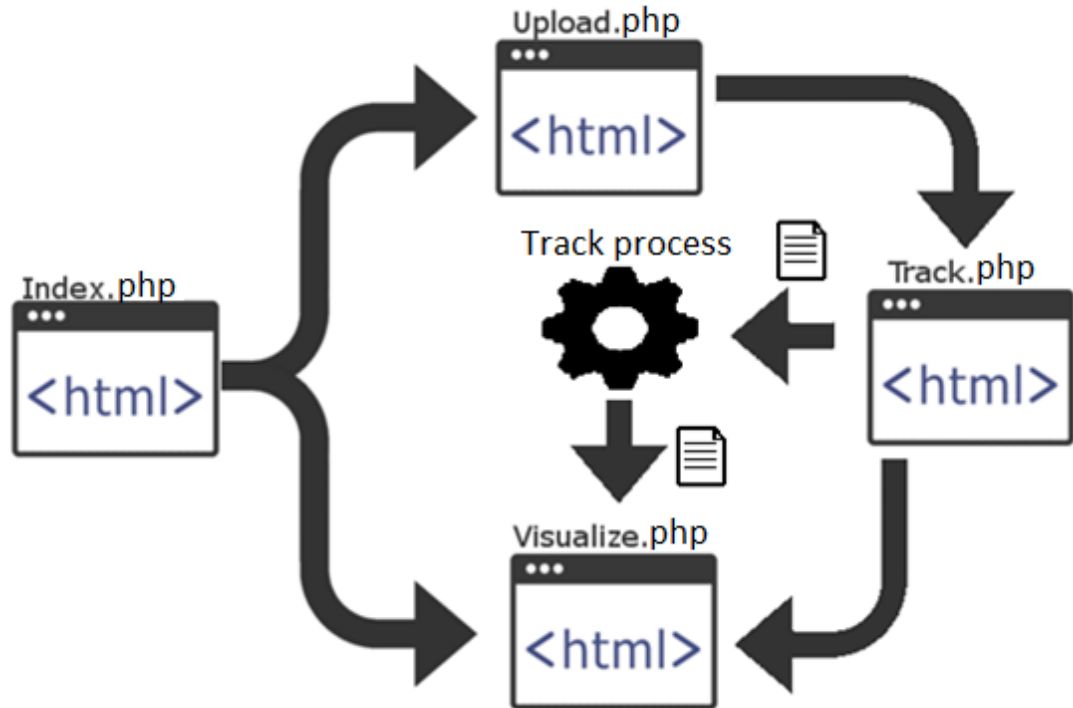 Upload.php
<html>
Track process
Track.php
<html>
Index.php
<html>
Visualize.php
<html>